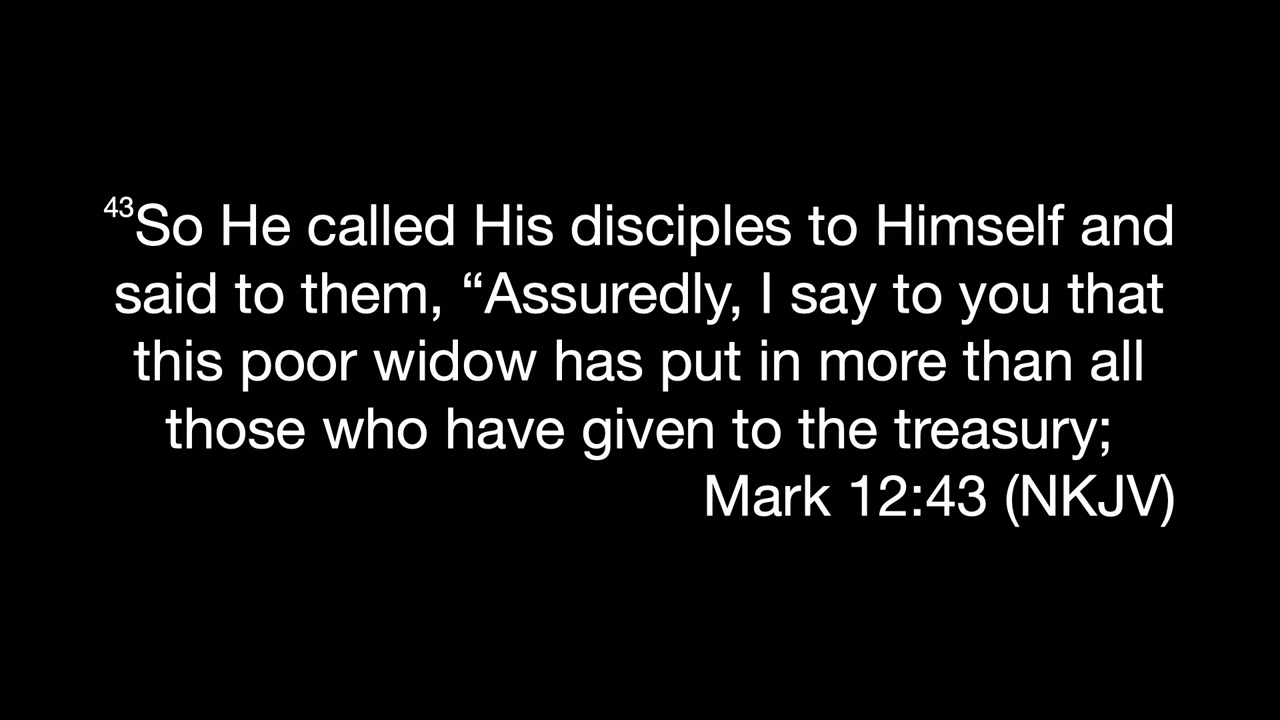 43So He called His disciples to Himself and
said to them, “Assuredly, I say to you that
this poor widow has put in more than all
those who have given to the treasury;
Mark 12:43 (NKJV)